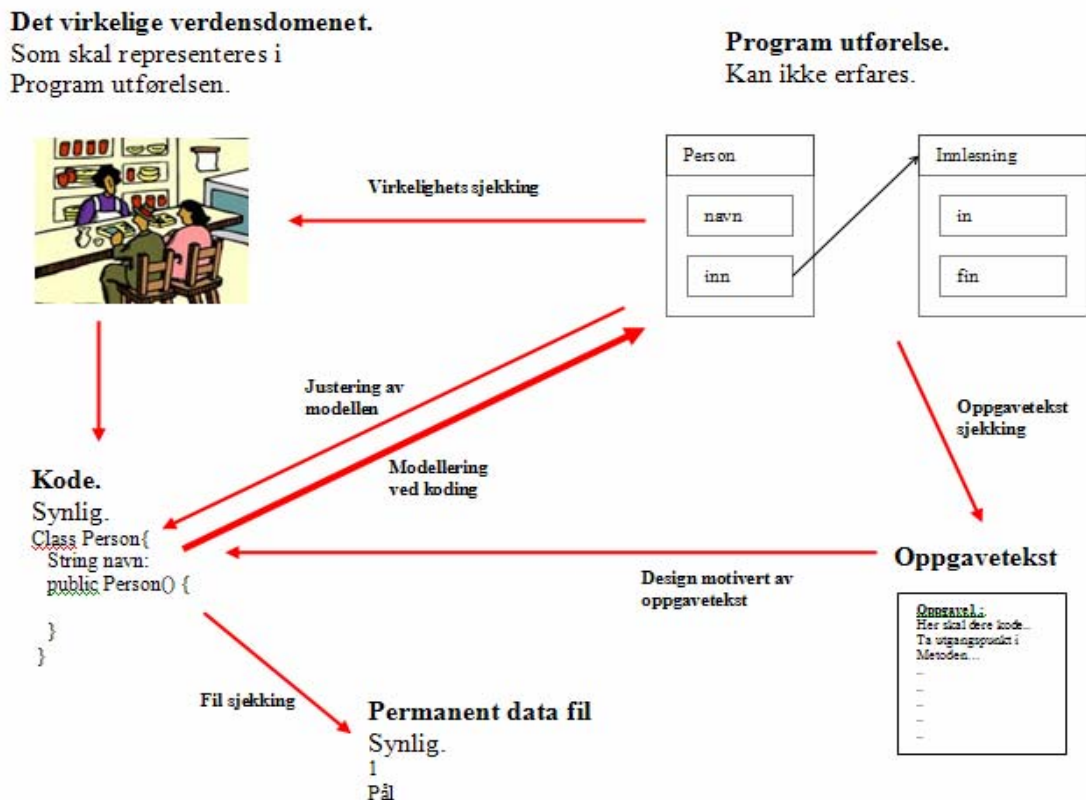 Det virkelige verdensdomenet.
Som skal representeres i
Program utførelsen.
Program utførelse.
Kan ikke erfares.
Person
navn
inn
Innlesning
in
fin
Virkelighets sjekking
Justering av
modellen
Modellering
ved koding
Oppgavetekst
sjekking
Kode.
Synlig.
Class Person{
String navn:
public Person() {
}
}
Design motivert av
oppgavetekst
Oppgavetekst
Oppgave1.:
Her skal dere kode...
Ta utgangspunkt i
Metoden...
...
...
...
...
...
Fil sjekking
Permanent data fil
Synlig.
1
Pål